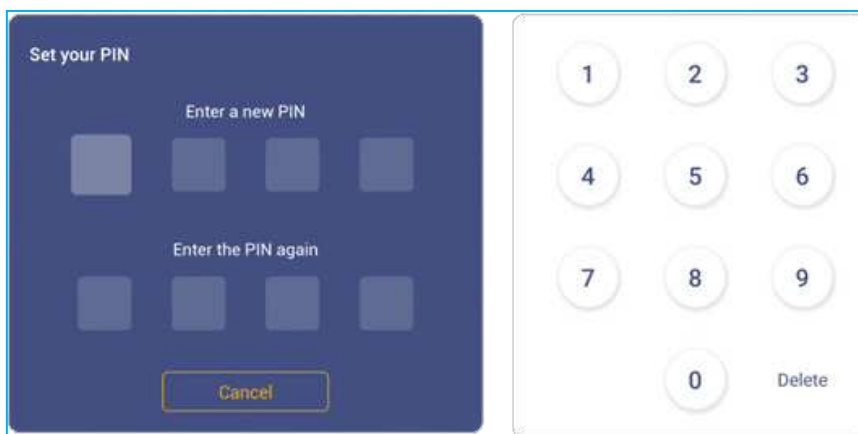 Set your PIN
Enter a new PIN
Enter the PIN again
Cancel
1 2 3
4 5 6
7 8 9
0 Delete